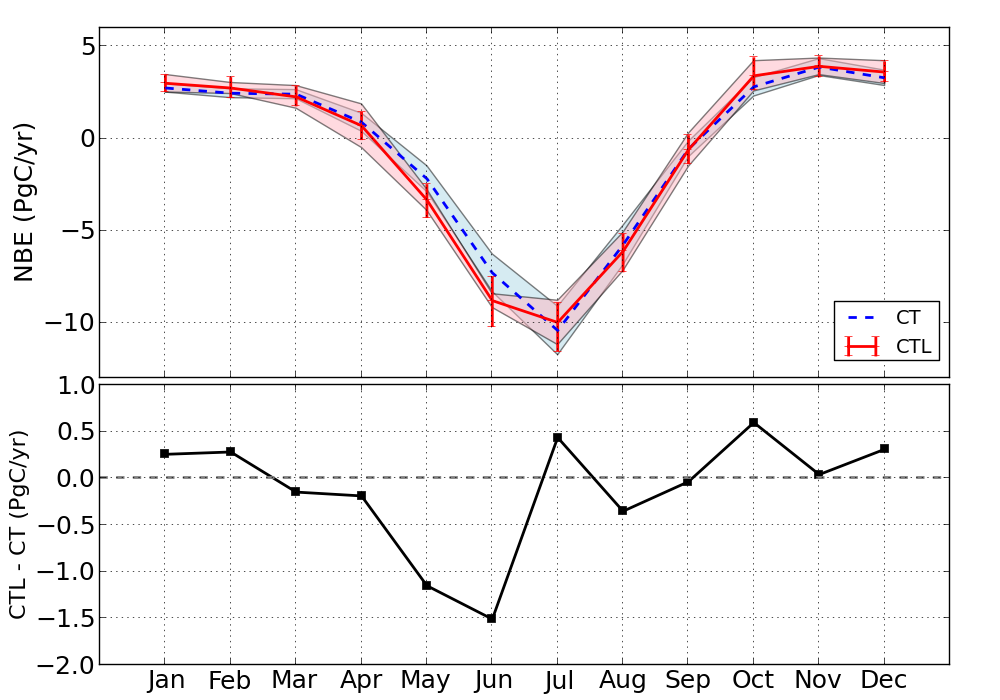 NBE (PgC/yr)
5
0
−5
−10
CT
CTL
CTL - CT (PgC/yr)
1.0
0.5
0.0
−0.5
−1.0
−1.5
−2.0
Jan Feb Mar Apr May Jun Jul Aug Sep Oct Nov Dec